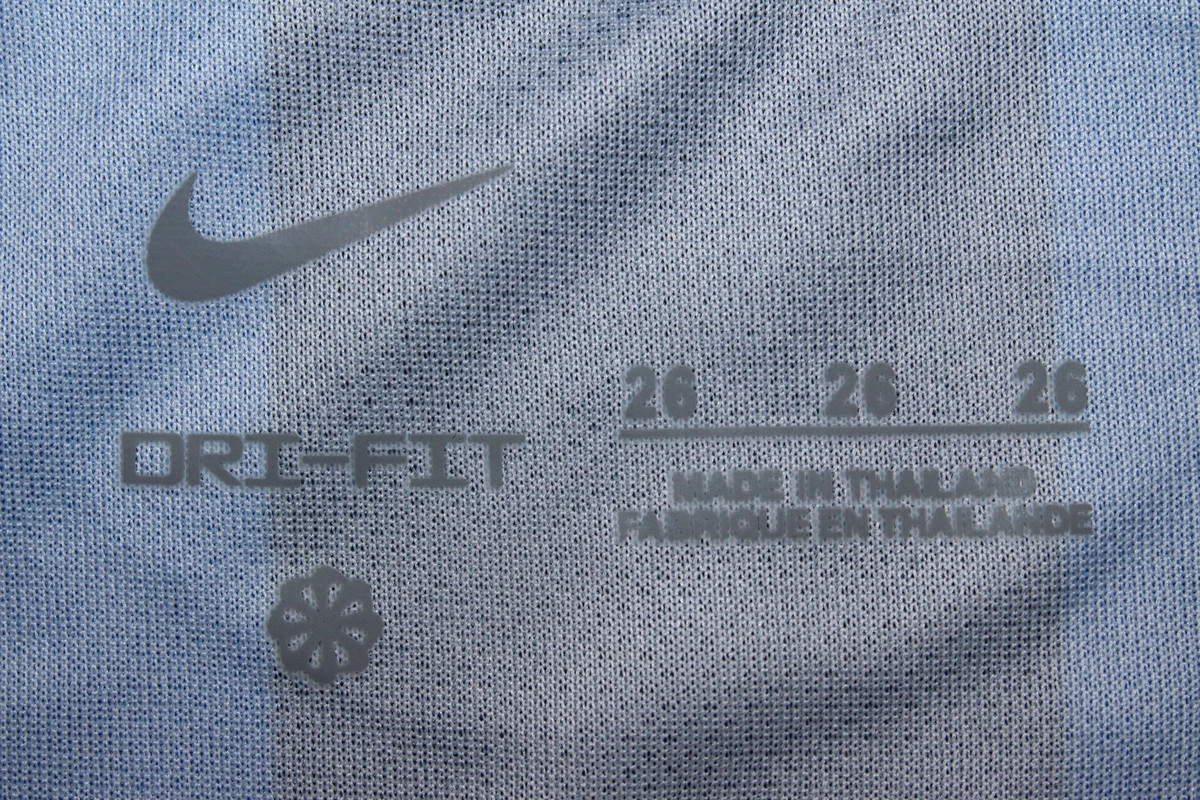 DRI-FIT
26 26 26
MADE IN THAILAND
FABRIQUE EN THAILANDE